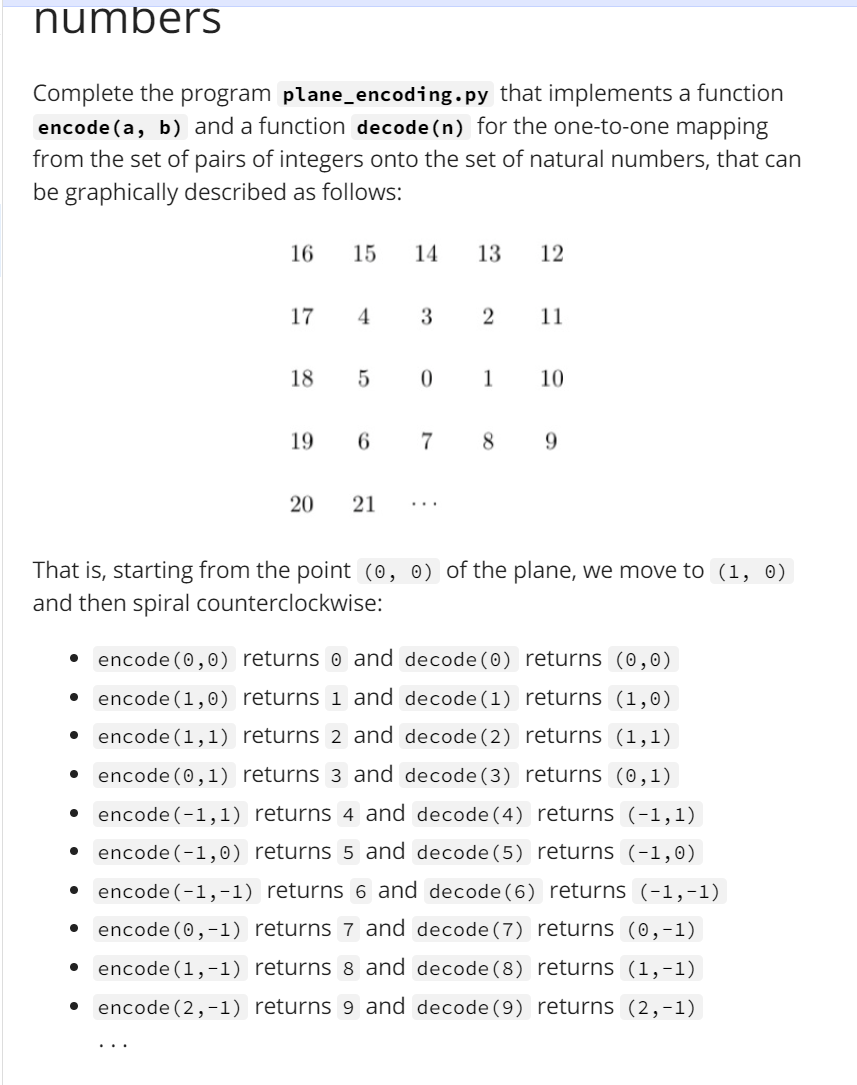 numbers
Complete the program plane_encoding.py that implements a function
encode(a, b) and a function decode(n) for the one-to-one mapping
from the set of pairs of integers onto the set of natural numbers, that can
be graphically described as follows:
16 15 14 13 12
17 4 3 2 11
18 5 0 1 10
19 6 7 8 9
20 21 ...
That is, starting from the point (0, 0) of the plane, we move to (1, 0)
and then spiral counterclockwise:
• encode(0,0) returns 0 and decode(0) returns (0,0)
• encode(1,0) returns 1 and decode(1) returns (1,0)
• encode(1,1) returns 2 and decode(2) returns (1,1)
• encode(0,1) returns 3 and decode(3) returns (0,1)
• encode(-1,1) returns 4 and decode(4) returns (-1,1)
• encode(-1,0) returns 5 and decode(5) returns (-1,0)
• encode(-1,-1) returns 6 and decode(6) returns (-1,-1)
• encode(0,-1) returns 7 and decode(7) returns (0,-1)
• encode(1,-1) returns 8 and decode(8) returns (1,-1)
• encode(2,-1) returns 9 and decode(9) returns (2,-1)
...